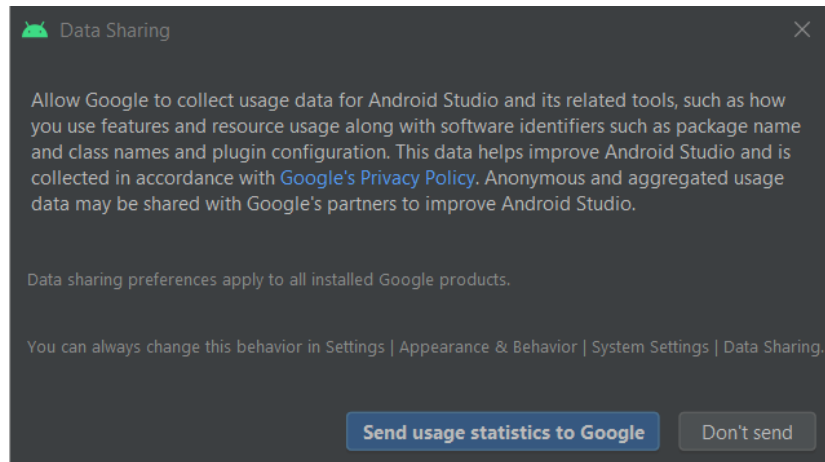 Data Sharing
Allow Google to collect usage data for Android Studio and its related tools, such as how
you use features and resource usage along with software identifiers such as package name
and class names and plugin configuration. This data helps improve Android Studio and is
collected in accordance with Google's Privacy Policy. Anonymous and aggregated usage
data may be shared with Google's partners to improve Android Studio.
Data sharing preferences apply to all installed Google products.
You can always change this behavior in Settings | Appearance & Behavior | System Settings | Data Sharing.
Send usage statistics to Google Don't send